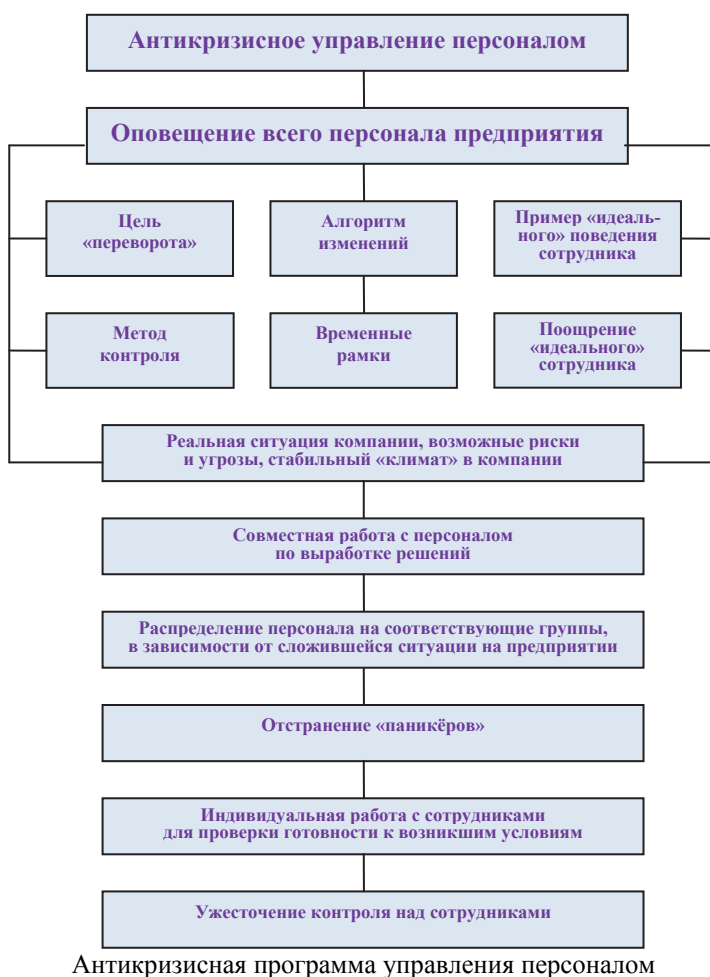 Антикризисное управление персоналом
Оповещение всего персонала предприятия
Цель
«переворота»
Алгоритм
изменений
Пример «идеаль-
ного» поведения
сотрудника
Метод
контроля
Временные
рамки
Поощрение
«идеального»
сотрудника
Реальная ситуация компании, возможные риски
и угрозы, стабильный «климат» в компании
Совместная работа с персоналом
по выработке решений
Распределение персонала на соответствующие группы,
в зависимости от сложившейся ситуации на предприятии
Отстранение «паникёров»
Индивидуальная работа с сотрудниками
для проверки готовности к возникшим условиям
Ужесточение контроля над сотрудниками
Антикризисная программа управления персоналом